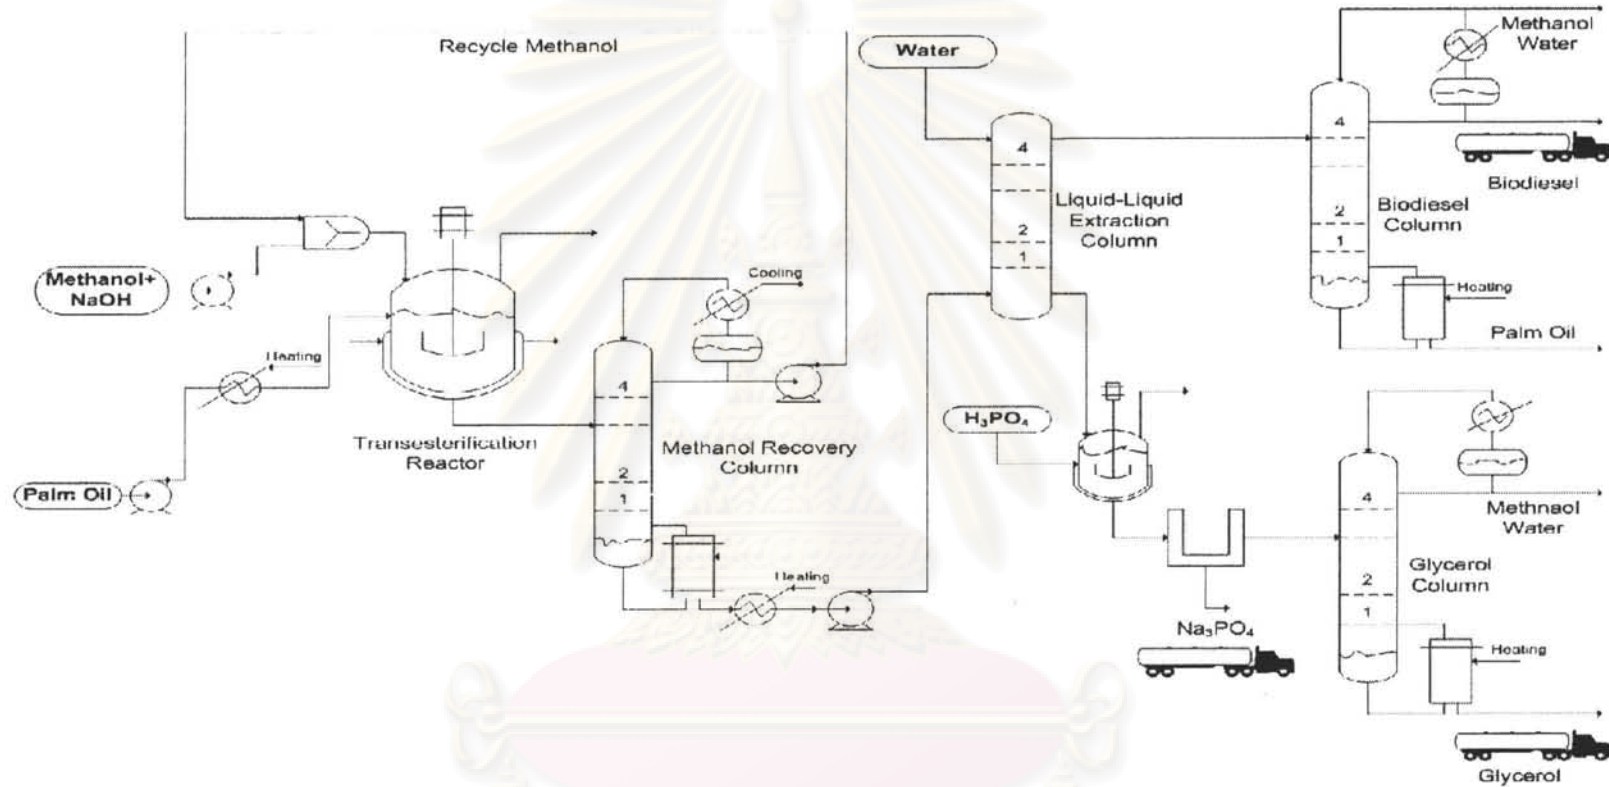 Recycle Methanol
Water
Methanol
Water
4
2
1
Biodiesel
Biodiesel
Column
Heating
Palm Oil
4
2
1
Liquid-Liquid
Extraction
Column
Methanol+
NaOH
Heating
Transesterification
Reactor
Palm Oil
Cooling
4
2
1
Methanol Recovery
Column
Heating
H₃PO₄
Na₃PO₄
4
2
1
Methnaol
Water
Glycerol
Column
Heating
Glycerol